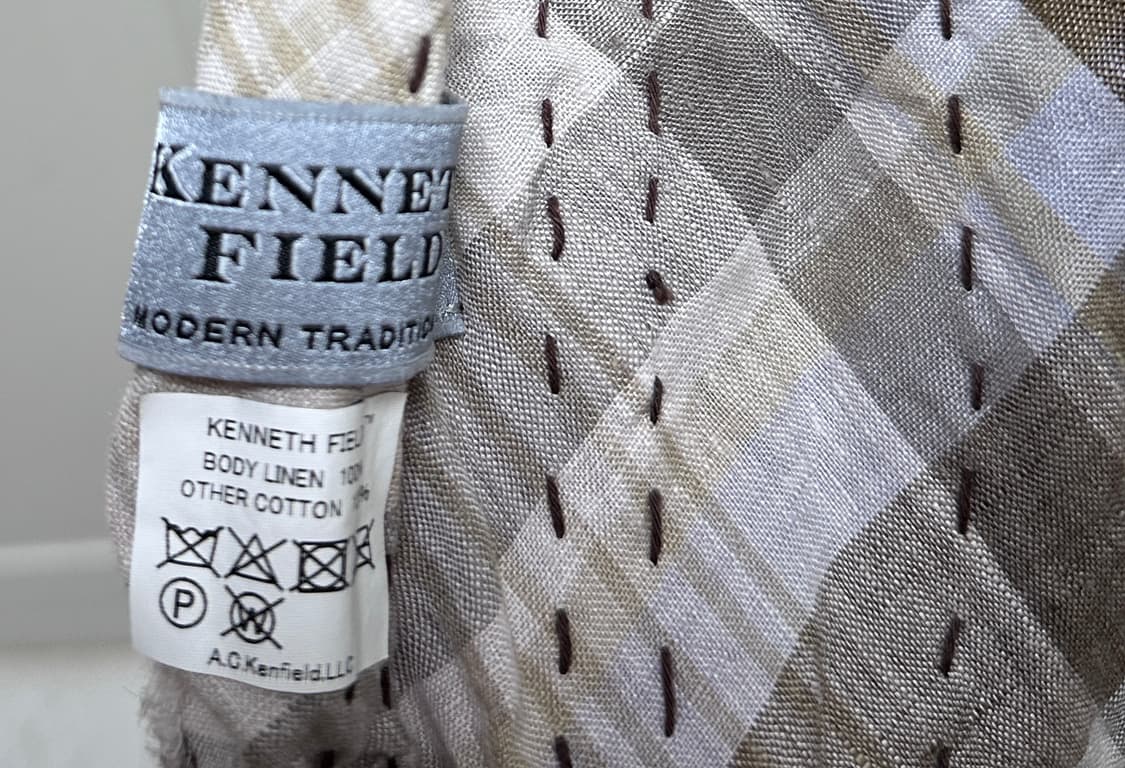 KENNET
FIELD
MODERN TRADITIO
KENNETH FIEL
BODY LINEN 100
OTHER COTTON
P
W
A.C.Kenfield,LLC